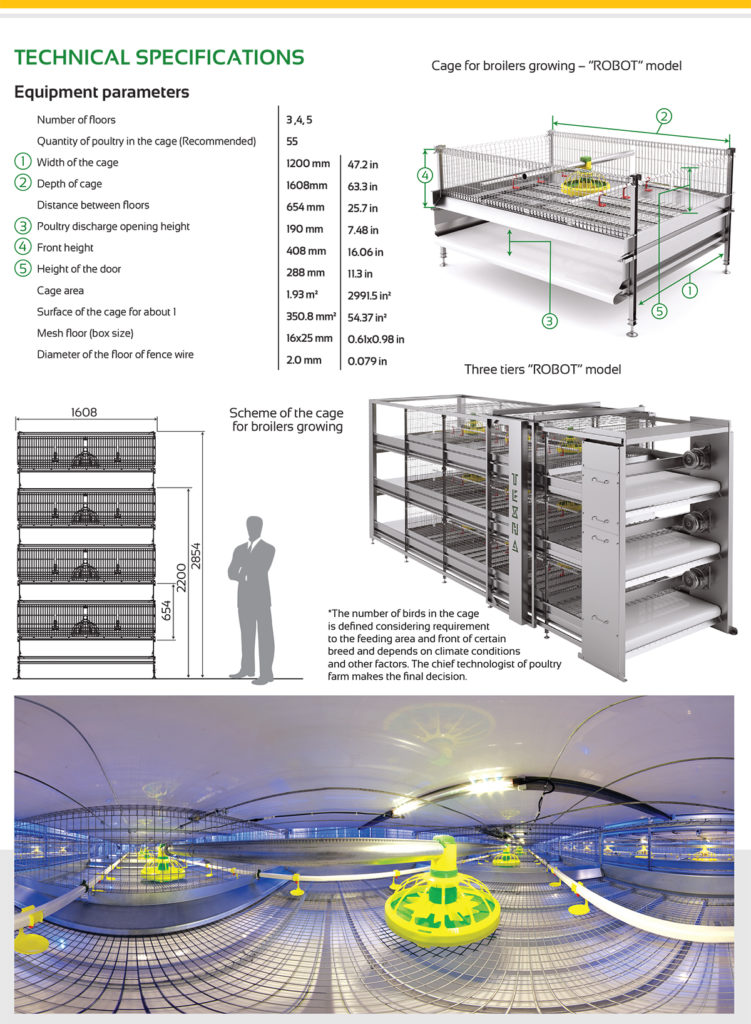 TECHNICAL SPECIFICATIONS
Equipment parameters
Number of floors 3, 4, 5
Quantity of poultry in the cage (Recommended) 55
1 Width of the cage 1200 mm 47.2 in
2 Depth of cage 1608mm 63.3 in
Distance between floors 654 mm 25.7 in
3 Poultry discharge opening height 190 mm 7.48 in
4 Front height 408 mm 16.06 in
5 Height of the door 288 mm 11.3 in
Cage area 1.93 m² 2991.5 in²
Surface of the cage for about 1 350.8 mm² 54.37 in²
Mesh floor (box size) 16x25 mm 0.61x0.98 in
Diameter of the floor of fence wire 2.0 mm 0.079 in
Cage for broilers growing – "ROBOT" model
2
4
1
5
3
Three tiers "ROBOT" model
TEXHA
1608
Scheme of the cage
for broilers growing
654
2200
2854
*The number of birds in the cage
is defined considering requirement
to the feeding area and front of certain
breed and depends on climate conditions
and other factors. The chief technologist of poultry
farm makes the final decision.